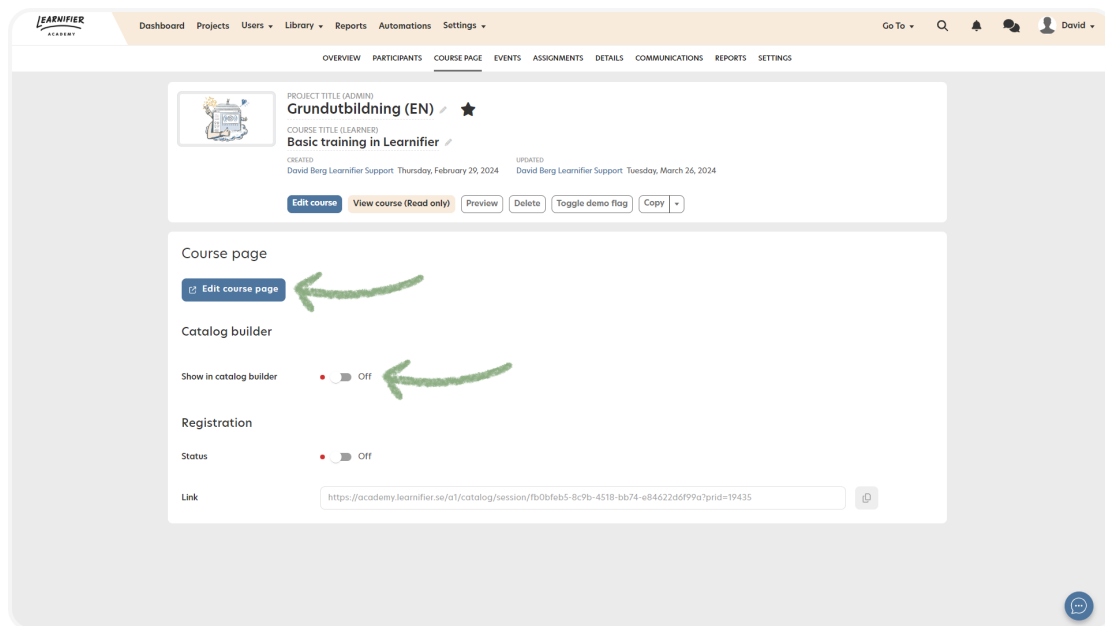 LEARNIFIER
ACADEMY
Dashboard Projects Users Library Reports Automations Settings Go To David
OVERVIEW PARTICIPANTS COURSE PAGE EVENTS ASSIGNMENTS DETAILS COMMUNICATIONS REPORTS SETTINGS
PROJECT TITLE (ADMIN)
Grundutbildning (EN)
COURSE TITLE (LEARNER)
Basic training in Learnifier
CREATED UPDATED
David Berg Learnifier Support Thursday, February 29, 2024 David Berg Learnifier Support Tuesday, March 26, 2024
Edit course View course (Read only) Preview Delete Toggle demo flag Copy
Course page
Edit course page
Catalog builder
Show in catalog builder Off
Registration
Status Off
Link https://academy.learnifier.se/a1/catalog/session/fb0bfeb5-8c9b-4518-bb74-e84622d6f99a?prid=19435